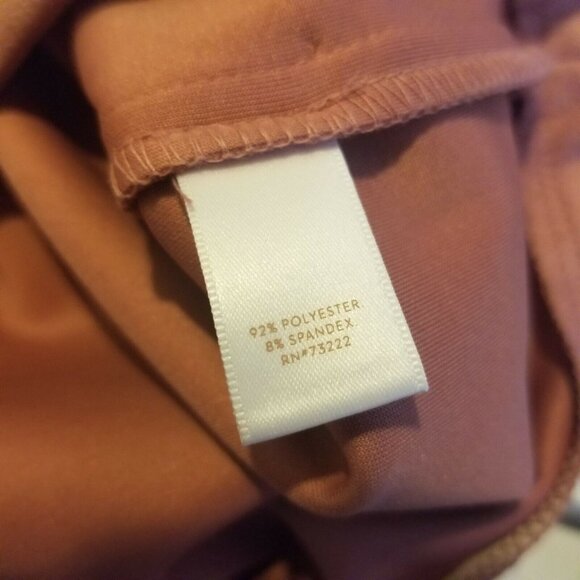 92% POLYESTER
8% SPANDEX
RN#73222